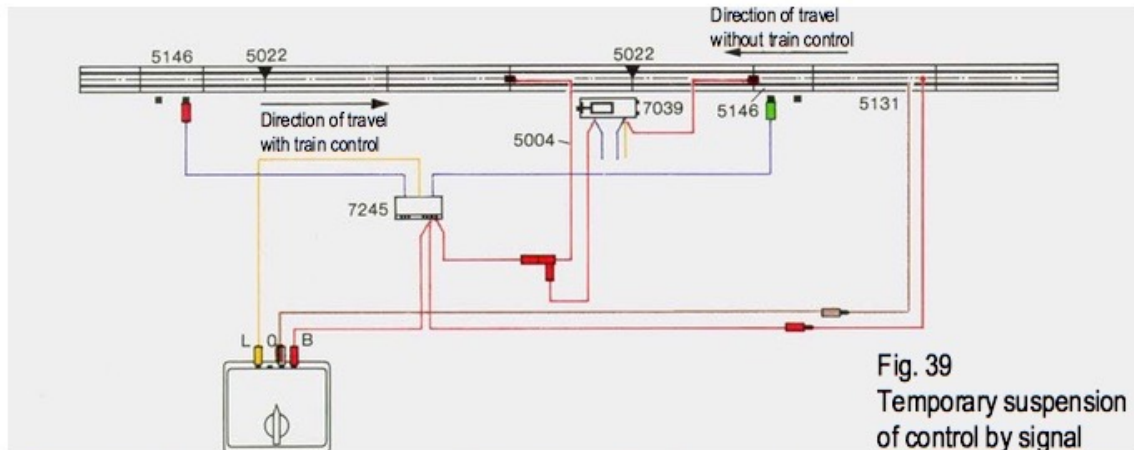 Direction of travel
without train control
5146
5022
5022
Direction of travel
with train control
7039
5146
5131
5004
7245
L
0
B
Fig. 39
Temporary suspension
of control by signal